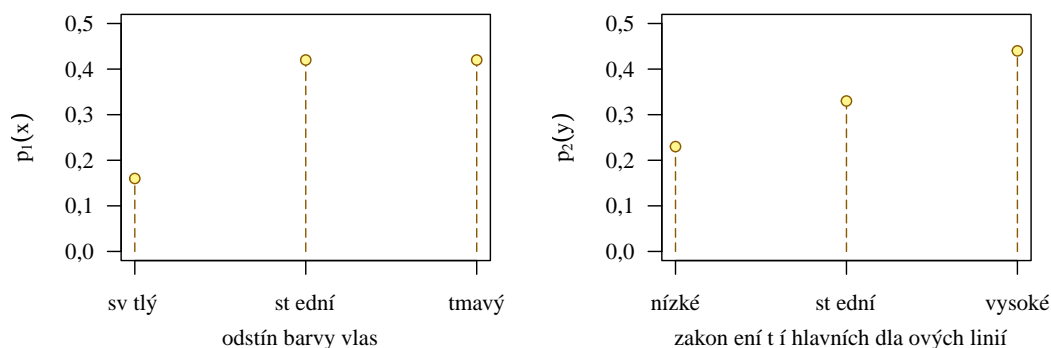 0,5
0,4
0,3
0,2
0,1
0,0
p1(x)
sv tlý st ední tmavý
odstín barvy vlas
0,5
0,4
0,3
0,2
0,1
0,0
p2(y)
nízké st ední vysoké
zakon ení t í hlavních dla ových linií